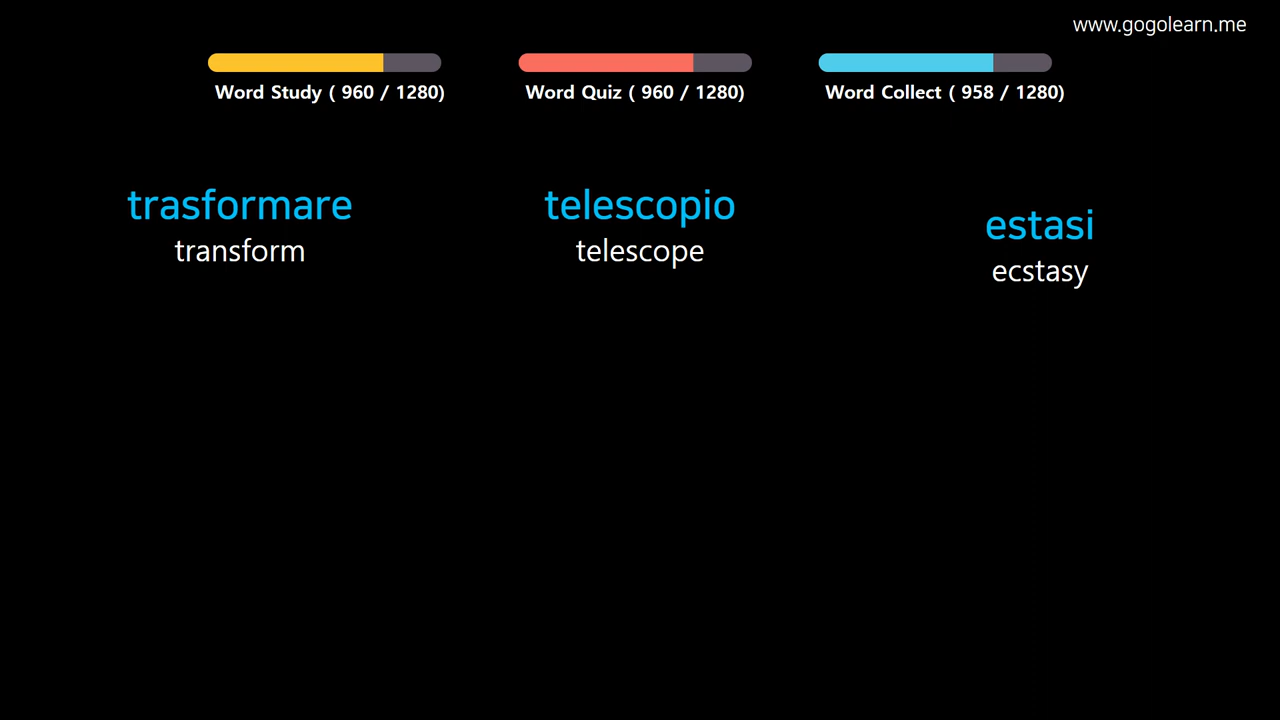 www.gogolearn.me
Word Study ( 960 / 1280)
Word Quiz ( 960 / 1280)
Word Collect ( 958 / 1280)
trasformare
transform
telescopio
telescope
estasi
ecstasy